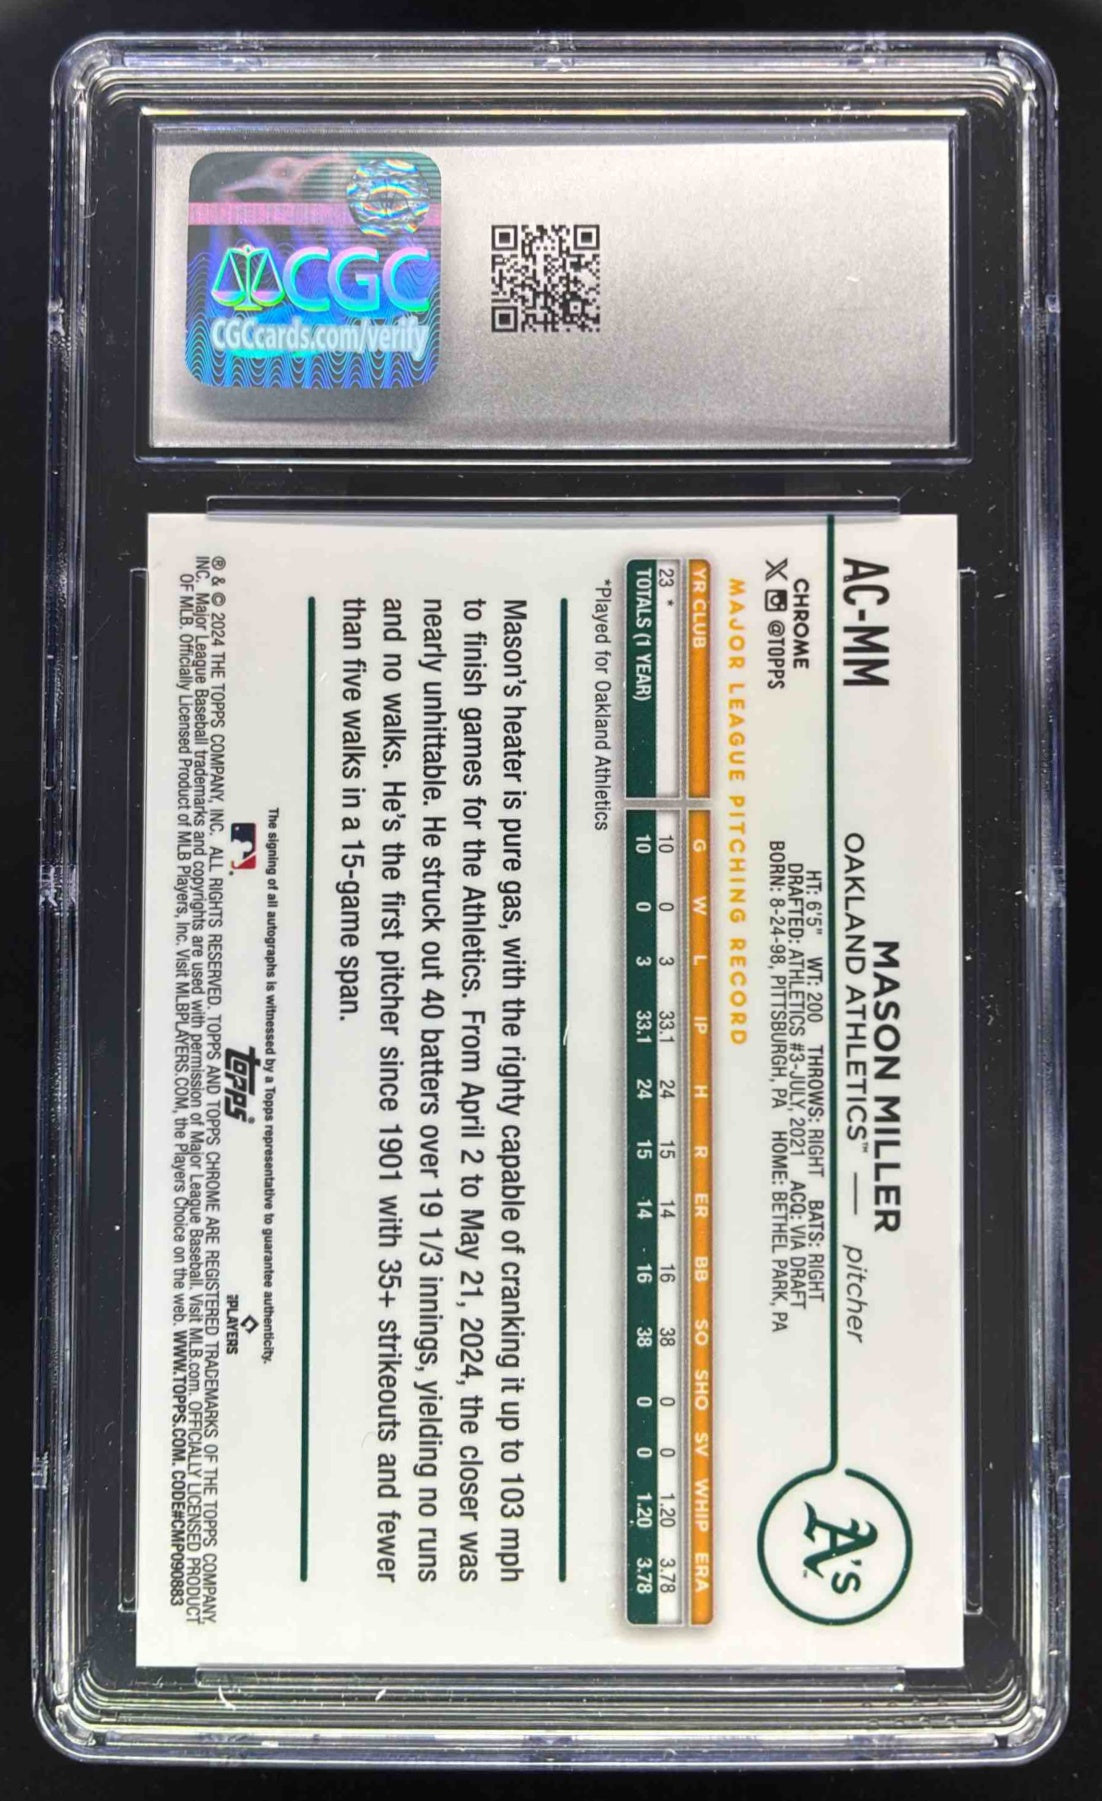 CGC
CGCcards.com/verify
AC-MM
MASON MILLER
OAKLAND ATHLETICS™ — pitcher
CHROME
@TOPPS
HT: 6'5" WT: 200 THROWS: RIGHT BATS: RIGHT
DRAFTED: ATHLETICS #3-JULY, 2021 ACQ: VIA DRAFT
BORN: 8-24-98, PITTSBURGH, PA HOME: BETHEL PARK, PA
A's
MAJOR LEAGUE PITCHING RECORD
YR CLUB G W L IP H R ER BB SO SHO SV WHIP ERA
23 * 10 0 3 33.1 24 15 14 16 38 0 0 1.20 3.78
TOTALS (1 YEAR) 10 0 3 33.1 24 15 14 16 38 0 0 1.20 3.78
*Played for Oakland Athletics
Mason's heater is pure gas, with the righty capable of cranking it up to 103 mph
to finish games for the Athletics. From April 2 to May 21, 2024, the closer was
nearly unhittable. He struck out 40 batters over 19 1/3 innings, yielding no runs
and no walks. He's the first pitcher since 1901 with 35+ strikeouts and fewer
than five walks in a 15-game span.
The signing of all autographs is witnessed by a Topps representative to guarantee authenticity.
topps®
PLAYERS
® & © 2024 THE TOPPS COMPANY, INC. ALL RIGHTS RESERVED. TOPPS AND TOPPS CHROME ARE REGISTERED TRADEMARKS OF THE TOPPS COMPANY,
INC. Major League Baseball trademarks and copyrights are used with permission of Major League Baseball. Visit MLB.com. OFFICIALLY LICENSED PRODUCT
OF MLB. Officially Licensed Product of MLB Players, Inc. Visit MLBPLAYERS.COM, the Players Choice on the web. WWW.TOPPS.COM. CODE#CMP090883